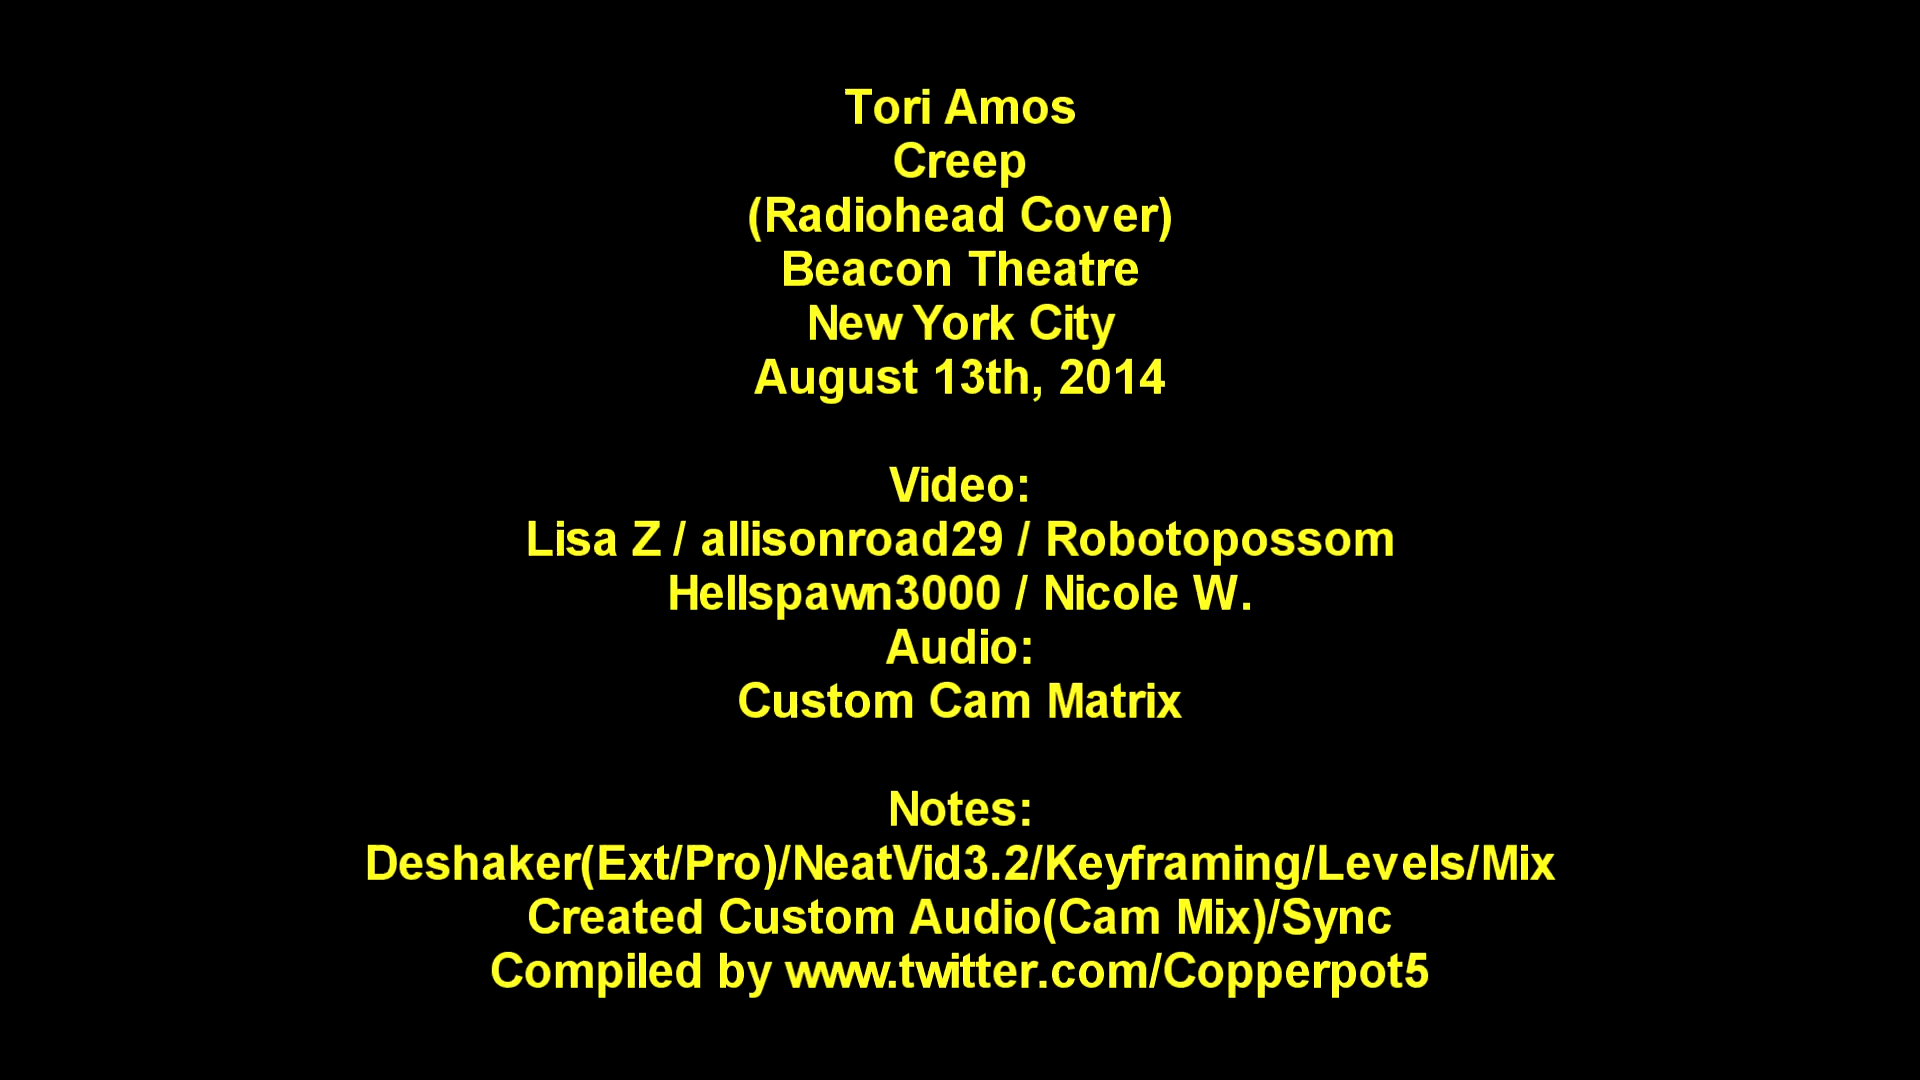 Tori Amos
Creep
(Radiohead Cover)
Beacon Theatre
New York City
August 13th, 2014
Video:
Lisa Z / allisonroad29 / Robotopossom
Hellspawn3000 / Nicole W.
Audio:
Custom Cam Matrix
Notes:
Deshaker(Ext/Pro)/NeatVid3.2/Keyframing/Levels/Mix
Created Custom Audio(Cam Mix)/Sync
Compiled by www.twitter.com/Copperpot5